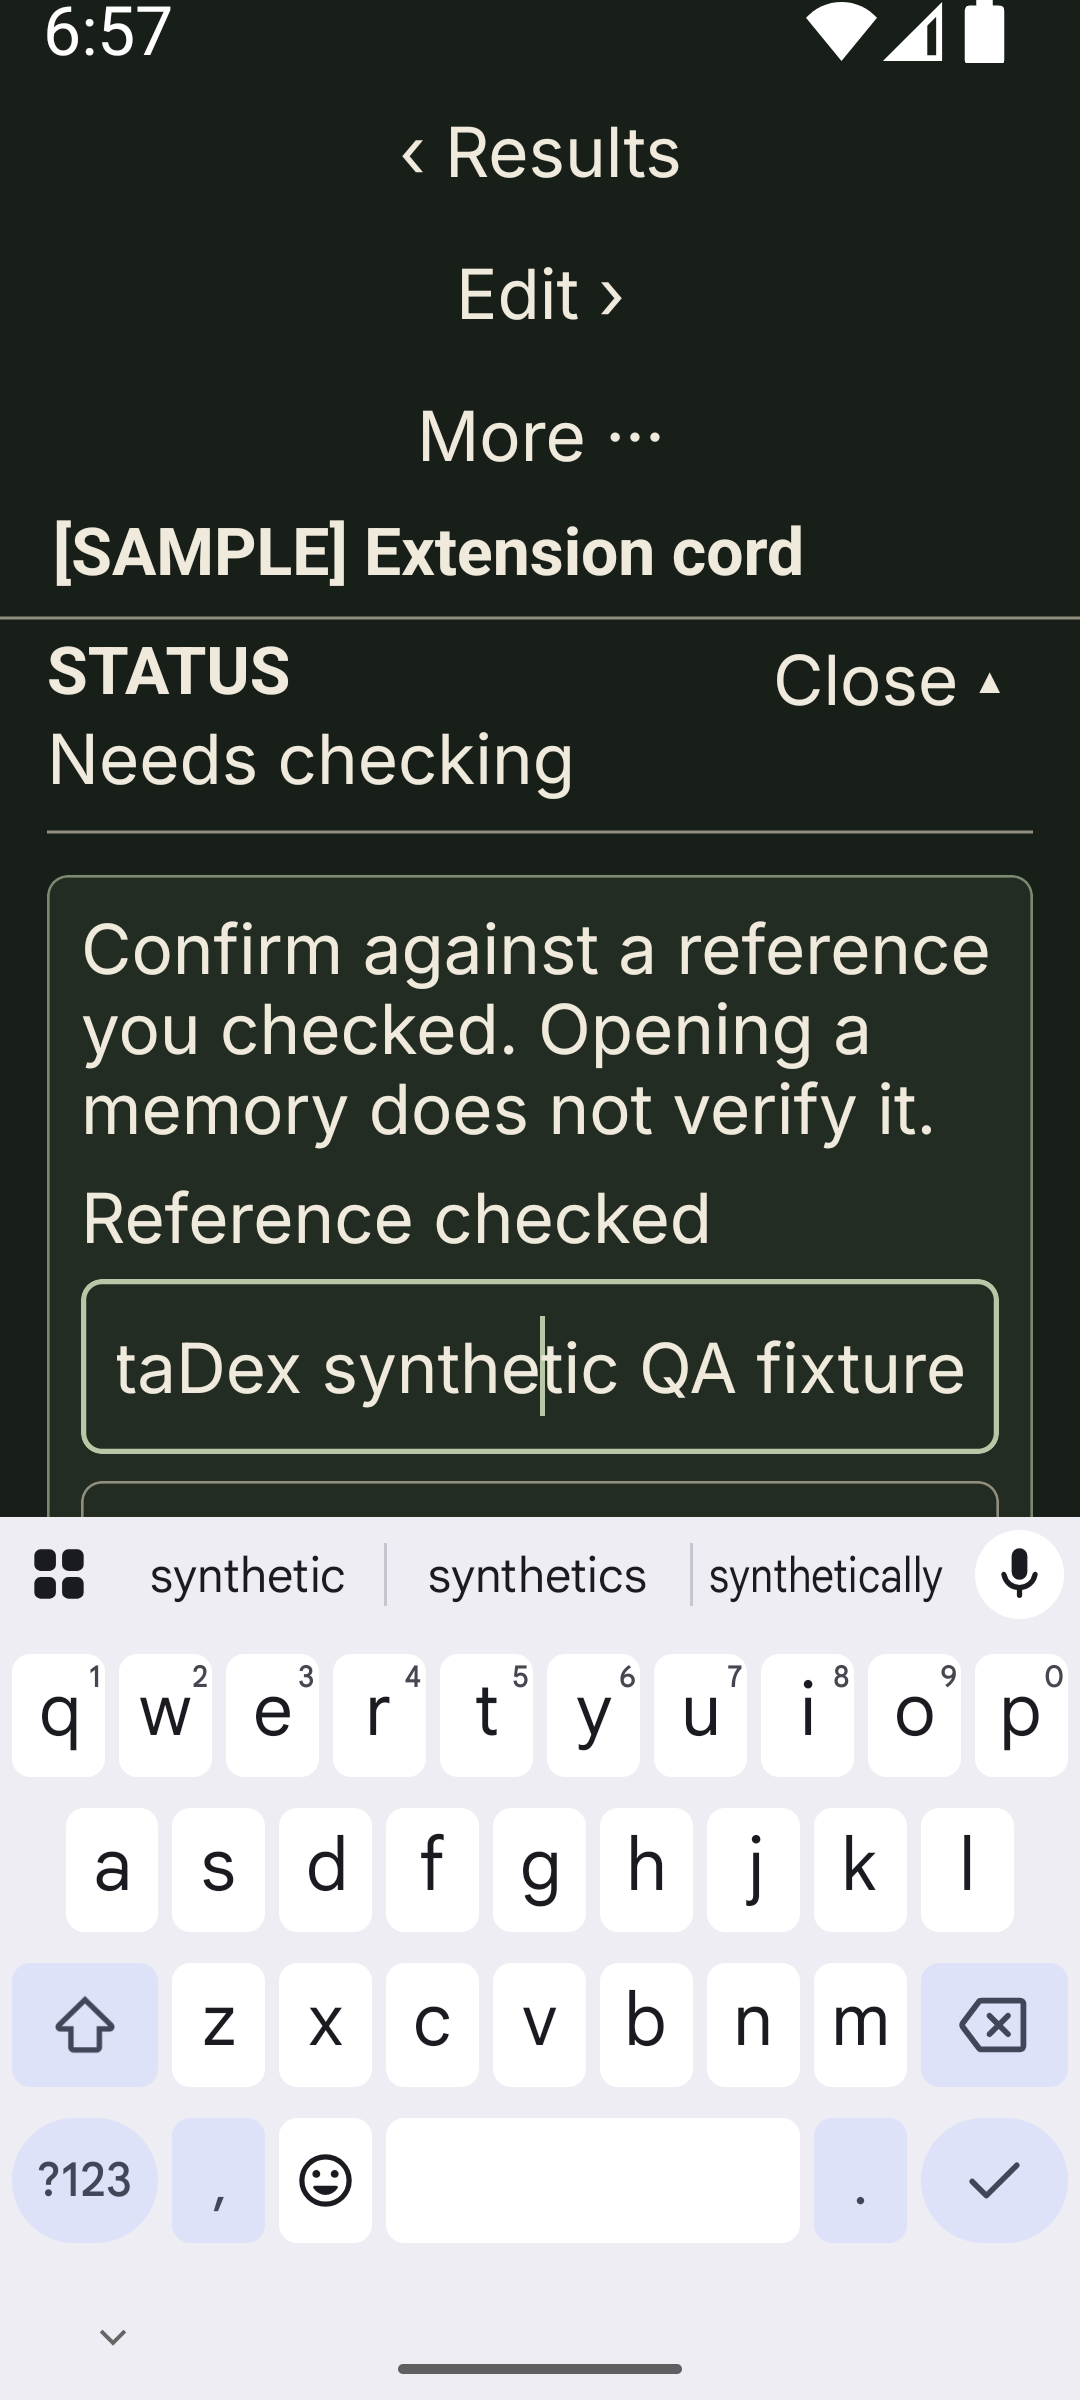 6:57
‹ Results
Edit ›
More ···
[SAMPLE] Extension cord
STATUS
Close ▲
Needs checking
Confirm against a reference
you checked. Opening a
memory does not verify it.
Reference checked
taDex synthetic QA fixture
synthetic synthetics synthetically
q 1 w 2 e 3 r 4 t 5 y 6 u 7 i 8 o 9 p 0
a s d f g h j k l
z x c v b n m
?123 , .